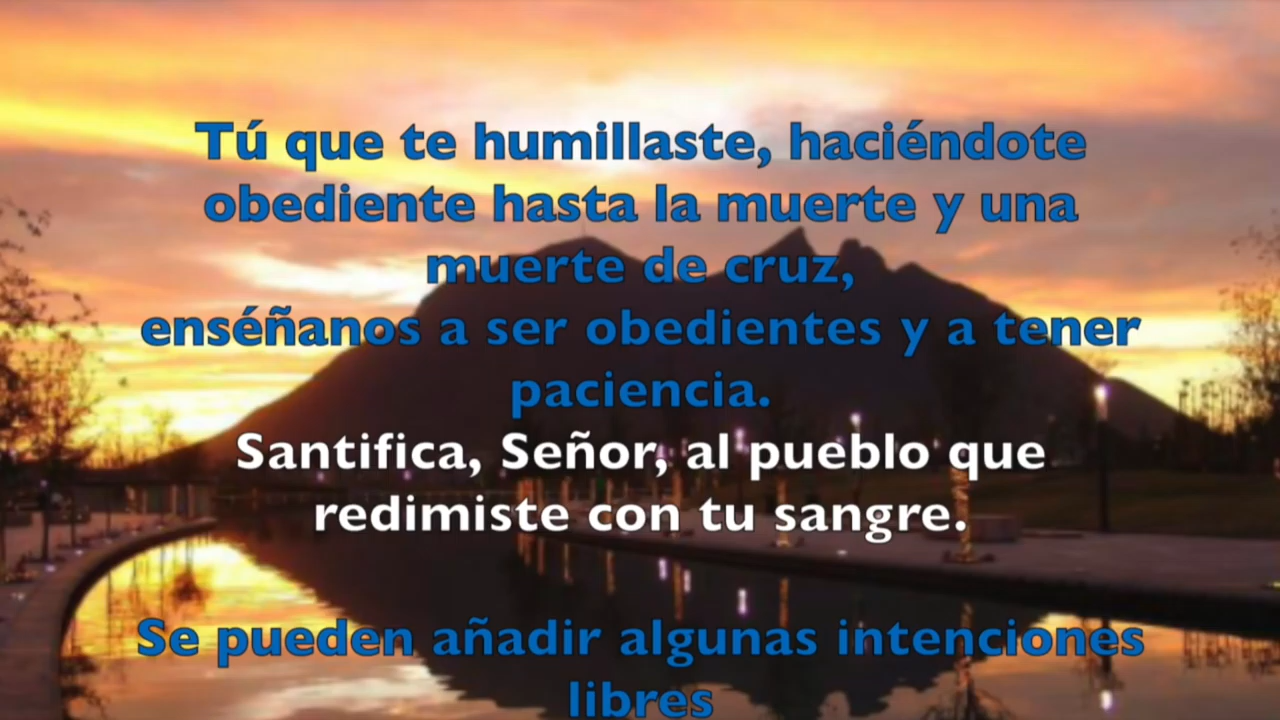 Tú que te humillaste, haciéndote
obediente hasta la muerte y una
muerte de cruz,
enséñanos a ser obedientes y a tener
paciencia.
Santifica, Señor, al pueblo que
redimiste con tu sangre.
Se pueden añadir algunas intenciones
libres